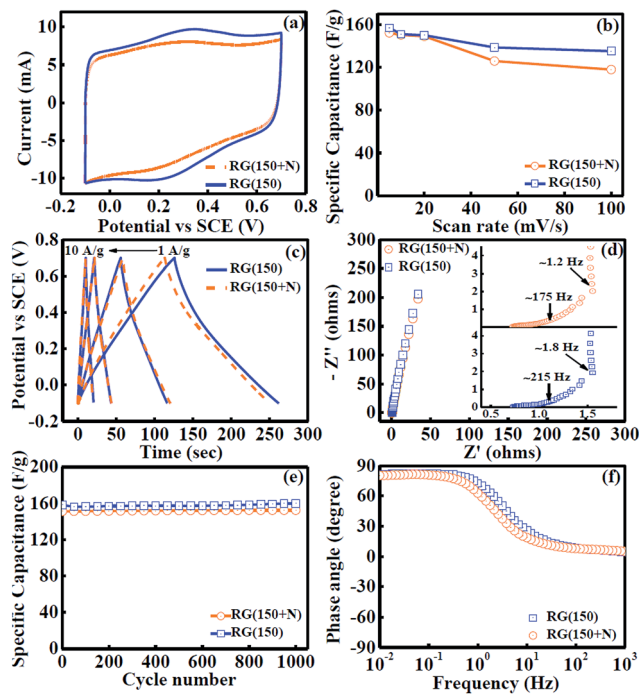 (a)
Current (mA)
10
5
0
-5
-10
RG(150+N)
RG(150)
-0.2 0.0 0.2 0.4 0.6 0.8
Potential vs SCE (V)
(b)
Specific Capacitance (F/g)
200
160
120
80
40
0
RG(150+N)
RG(150)
0 20 40 60 80 100
Scan rate (mV/s)
(c)
Potential vs SCE (V)
0.8
0.6
0.4
0.2
0.0
-0.2
10 A/g 1 A/g
RG(150)
RG(150+N)
0 50 100 150 200 250 300
Time (sec)
(d)
- Z'' (ohms)
300
250
200
150
100
50
0
RG(150+N)
RG(150)
4
3
2
1
~1.2 Hz
~175 Hz
4
3
2
1
0
~1.8 Hz
~215 Hz
0.5 1.0 1.5
0 50 100 150 200 250 300
Z' (ohms)
(e)
Specific Capacitance (F/g)
200
160
120
80
40
0
RG(150+N)
RG(150)
0 200 400 600 800 1000
Cycle number
(f)
Phase angle (degree)
90
60
30
0
-30
-60
-90
RG(150)
RG(150+N)
10-2 10-1 100 101 102 103
Frequency (Hz)